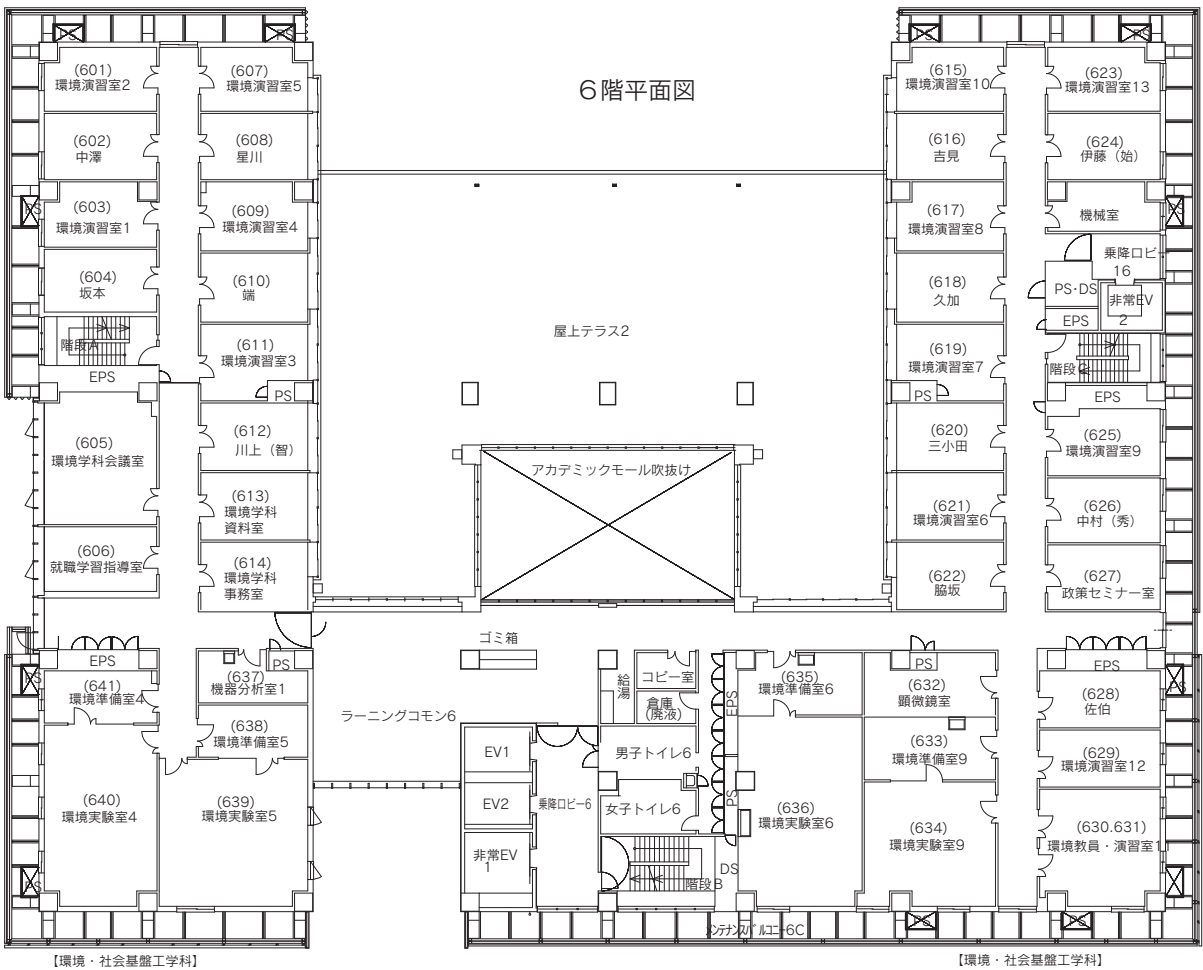 6階平面図
PS
PS
PS
PS
(601)
環境演習室2
(607)
環境演習室5
(615)
環境演習室10
(623)
環境演習室13
(602)
中澤
(608)
星川
(616)
吉見
(624)
伊藤（始）
PS
(603)
環境演習室1
(609)
環境演習室4
(617)
環境演習室8
機械室
PS
(604)
坂本
(610)
端
(618)
久加
乗降ロビー
16
PS・DS
非常EV
2
EPS
階段A
EPS
(611)
環境演習室3
PS
屋上テラス2
(619)
環境演習室7
PS
階段C
EPS
(605)
環境学科会議室
(612)
川上（智）
アカデミックモール吹抜け
(620)
三小田
(625)
環境演習室9
(613)
環境学科
資料室
(621)
環境演習室6
(626)
中村（秀）
(606)
就職学習指導室
(614)
環境学科
事務室
(622)
脇坂
(627)
政策セミナー室
ゴミ箱
EPS
PS
(641)
環境準備室4
(637)
機器分析室1
PS
給湯
コピー室
倉庫
(廃液)
EPS
(635)
環境準備室6
(632)
顕微鏡室
PS
EPS
PS
(628)
佐伯
ラーニングコモン6
(638)
環境準備室5
EV1
男子トイレ6
(633)
環境準備室9
(629)
環境演習室12
(640)
環境実験室4
(639)
環境実験室5
EV2
乗降ロビー6
女子トイレ6
PS
(636)
環境実験室6
(634)
環境実験室9
(630.631)
環境教員・演習室1
非常EV
1
階段B
DS
PS
PS
PS
メンテナンスバルコニー6C
【環境・社会基盤工学科】
【環境・社会基盤工学科】